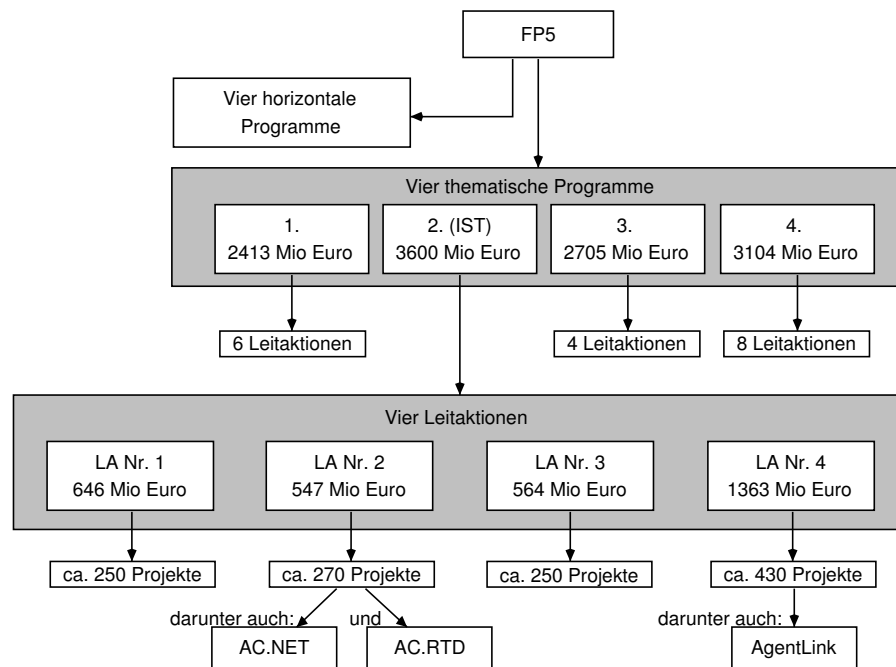 FP5
Vier horizontale
Programme
Vier thematische Programme
1.
2413 Mio Euro
2. (IST)
3600 Mio Euro
3.
2705 Mio Euro
4.
3104 Mio Euro
6 Leitaktionen
4 Leitaktionen
8 Leitaktionen
Vier Leitaktionen
LA Nr. 1
646 Mio Euro
LA Nr. 2
547 Mio Euro
LA Nr. 3
564 Mio Euro
LA Nr. 4
1363 Mio Euro
ca. 250 Projekte
ca. 270 Projekte
ca. 250 Projekte
ca. 430 Projekte
darunter auch:
und
darunter auch:
AC.NET
AC.RTD
AgentLink